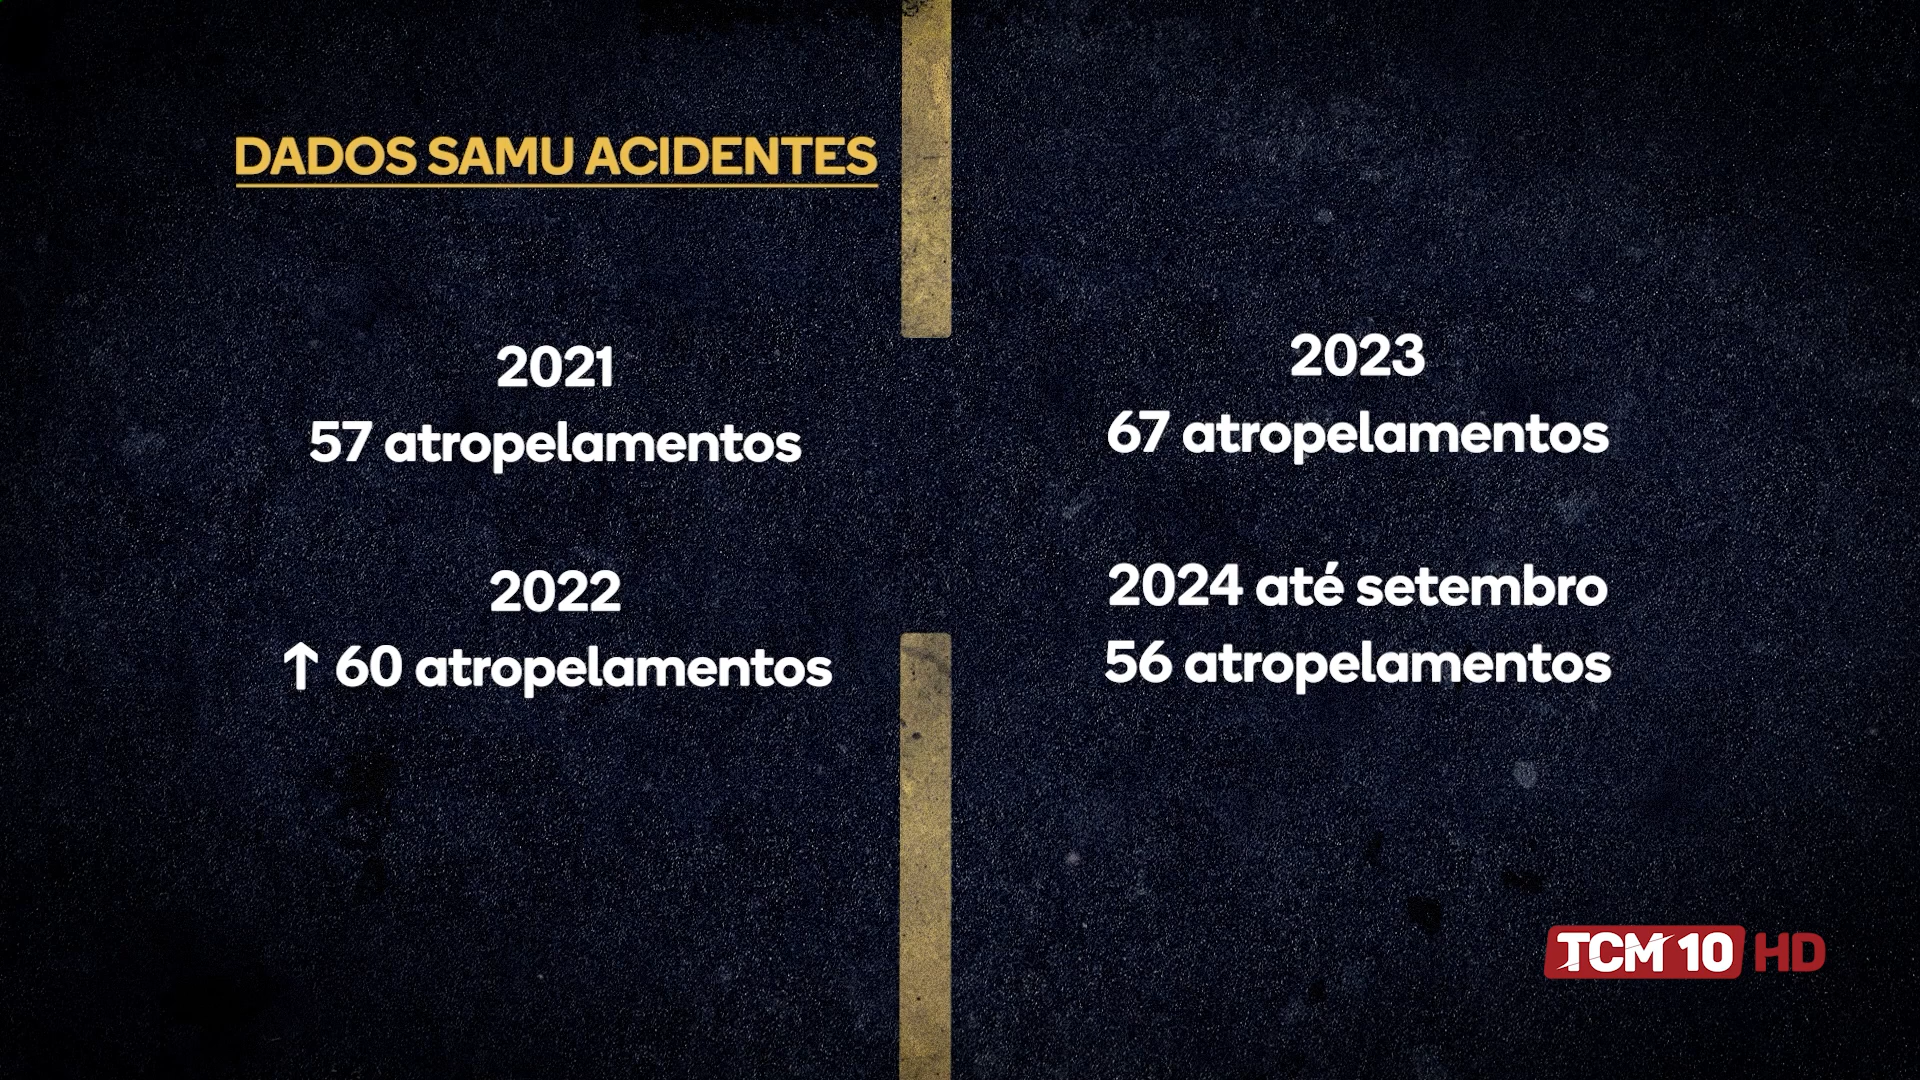 DADOS SAMU ACIDENTES
2021
57 atropelamentos
2022
↑ 60 atropelamentos
2023
67 atropelamentos
2024 até setembro
56 atropelamentos
TCM 10 HD